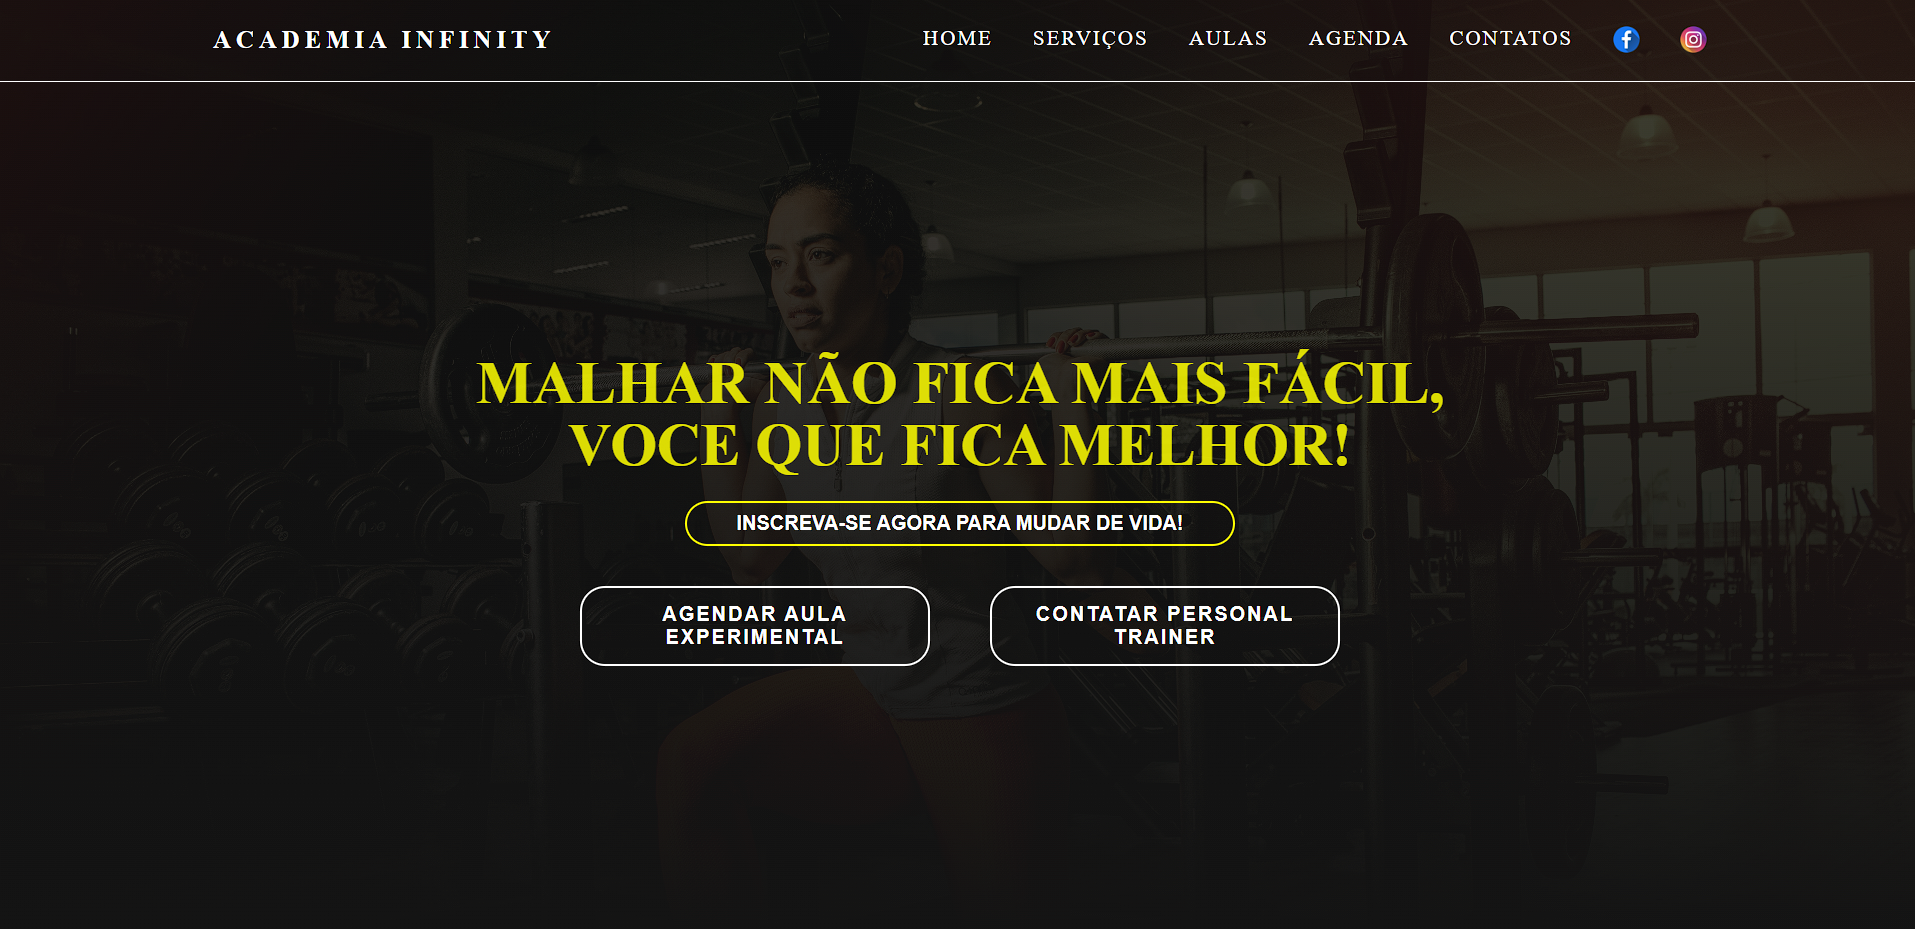 ACADEMIA INFINITY
HOME SERVIÇOS AULAS AGENDA CONTATOS
MALHAR NÃO FICA MAIS FÁCIL,
VOCE QUE FICA MELHOR!
INSCREVA-SE AGORA PARA MUDAR DE VIDA!
AGENDAR AULA
EXPERIMENTAL
CONTATAR PERSONAL
TRAINER